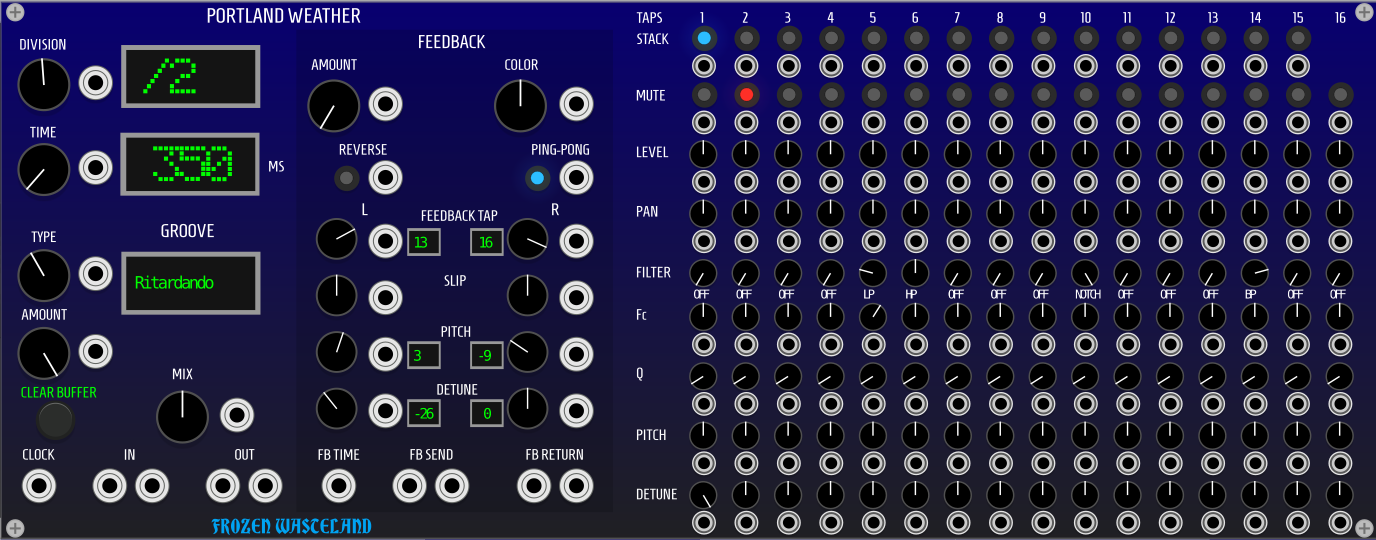 PORTLAND WEATHER
DIVISION
/2
TIME
350
MS
GROOVE
TYPE
Ritardando
AMOUNT
CLEAR BUFFER
MIX
CLOCK
IN
OUT
FEEDBACK
AMOUNT
COLOR
REVERSE
PING-PONG
L
R
FEEDBACK TAP
13
16
SLIP
PITCH
3
-9
DETUNE
-26
0
FB TIME
FB SEND
FB RETURN
TAPS 1 2 3 4 5 6 7 8 9 10 11 12 13 14 15 16
STACK
MUTE
LEVEL
PAN
FILTER
OFF OFF OFF OFF LP HP OFF OFF OFF NOTCH OFF OFF OFF BP OFF OFF
Fc
Q
PITCH
DETUNE
FROZEN WASTELAND